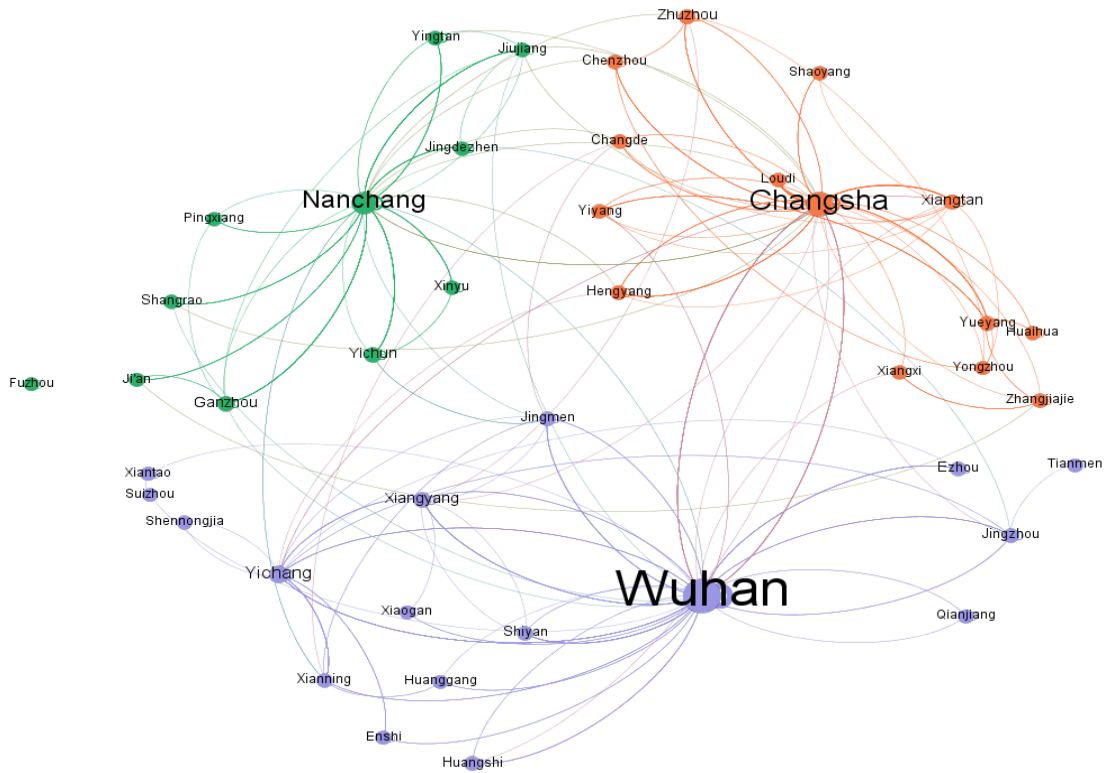 Zhuzhou
Yingtan
Jiujiang
Chenzhou
Shaoyang
Changde
Jingdezhen
Loudi
Nanchang
Changsha
Xiangtan
Yiyang
Pingxiang
Xinyu
Hengyang
Shangrao
Yueyang
Huaihua
Yichun
Yongzhou
Xiangxi
Fuzhou
Ji'an
Ganzhou
Zhangjiajie
Jingmen
Xiantao
Ezhou
Tianmen
Suizhou
Xiangyang
Shennongjia
Jingzhou
Yichang
Wuhan
Xiaogan
Qianjiang
Shiyan
Xianning
Huanggang
Enshi
Huangshi